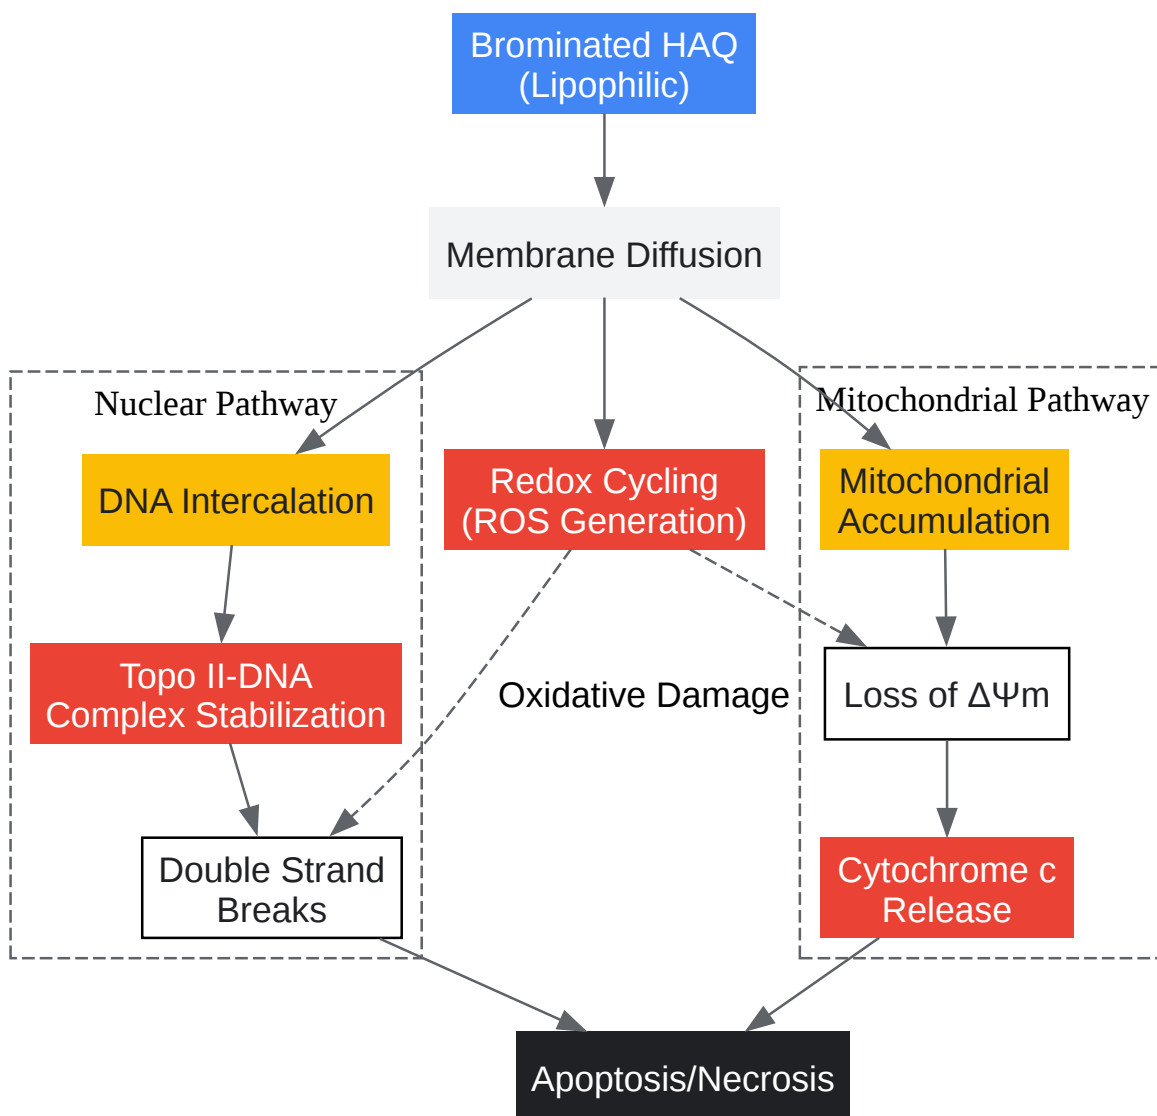 Brominated HAQ
(Lipophilic)
Membrane Diffusion
Nuclear Pathway
Mitochondrial Pathway
DNA Intercalation
Redox Cycling
(ROS Generation)
Mitochondrial
Accumulation
Topo II-DNA
Complex Stabilization
Oxidative Damage
Loss of ΔΨm
Double Strand
Breaks
Cytochrome c
Release
Apoptosis/Necrosis